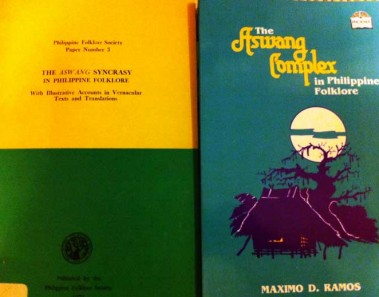 Philippine Folklore Society
Paper Number 3
THE ASWANG SYNCRASY
IN PHILIPPINE FOLKLORE
With Illustrative Accounts in Vernacular
Texts and Translations
Published by the
Philippine Folklore Society
The
Aswang
Complex
in Philippine
Folklore
MAXIMO D. RAMOS